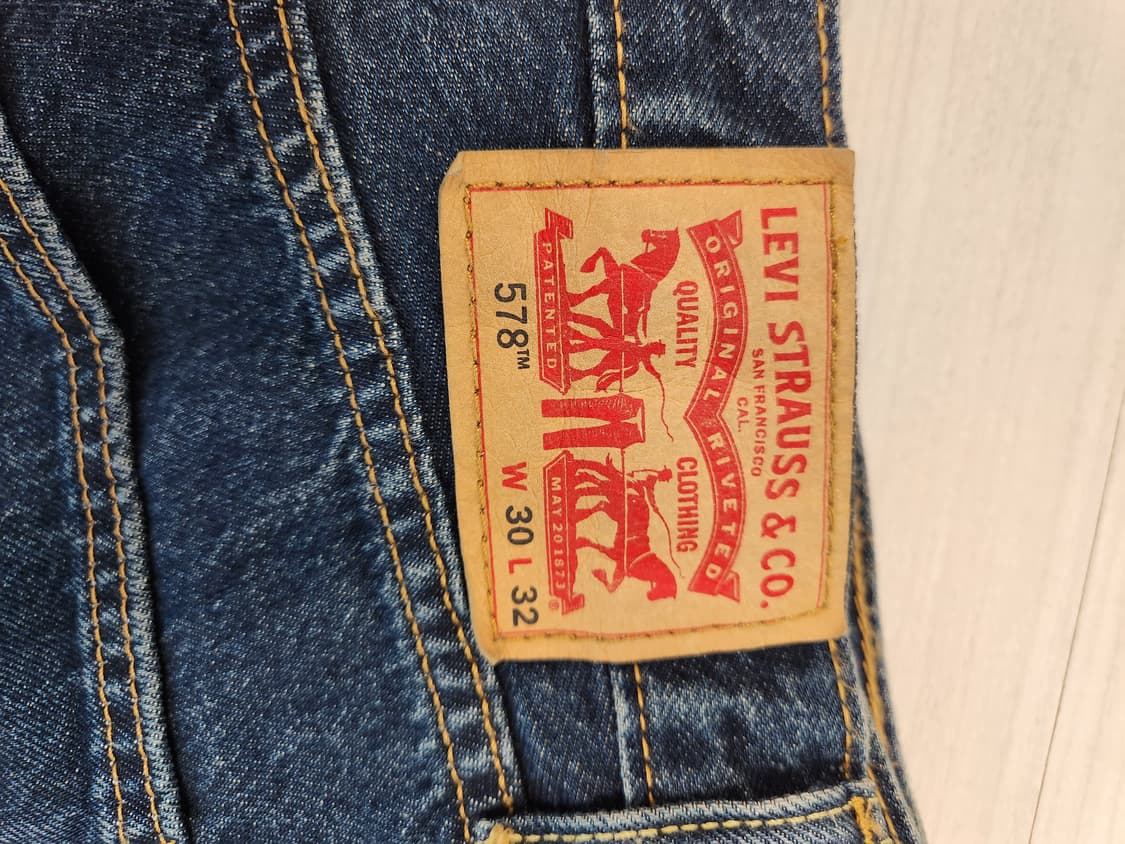 LEVI STRAUSS & CO.
SAN FRANCISCO
CAL.
ORIGINAL RIVETED
QUALITY CLOTHING
PATENTED MAY 20 1873 ®
578™ W 30 L 32